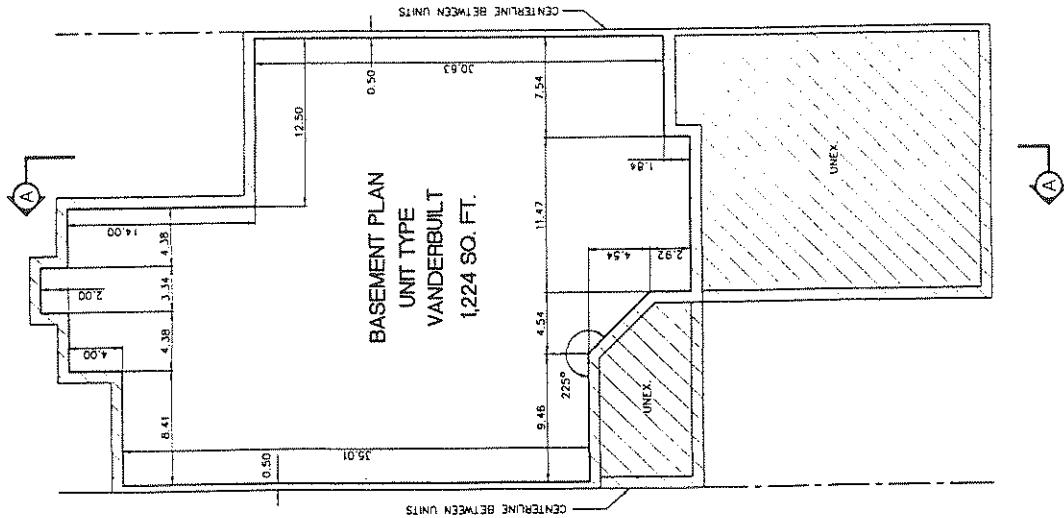 CENTERLINE BETWEEN UNITS
A
2.00
4.00
14.00
8.41
4.38
3.34
4.38
12.50
0.50
30.63
BASEMENT PLAN
UNIT TYPE
VANDERBUILT
1,224 SQ. FT.
7.54
11.47
1.84
4.54
2.92
4.54
9.46
225°
35.01
0.50
UNEX.
UNEX.
A
CENTERLINE BETWEEN UNITS